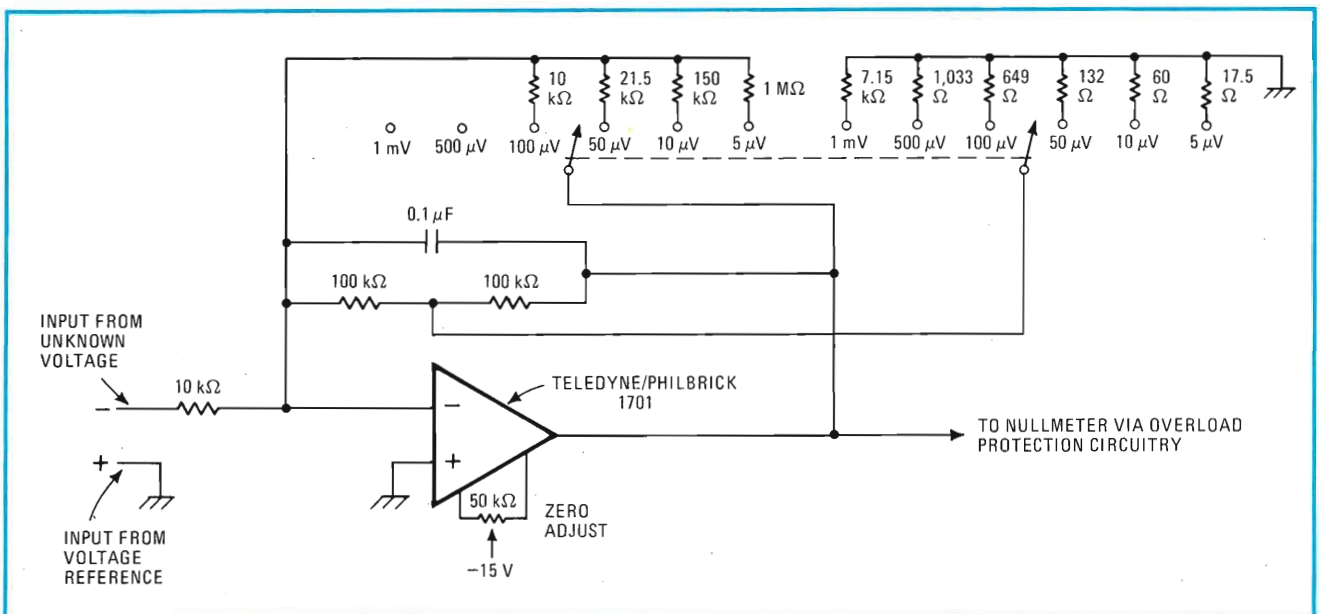 10
kΩ
21.5
kΩ
150
kΩ
1 MΩ
7.15
kΩ
1,033
Ω
649
Ω
132
Ω
60
Ω
17.5
Ω
1 mV
500 μV
100 μV
50 μV
10 μV
5 μV
1 mV
500 μV
100 μV
50 μV
10 μV
5 μV
0.1 μF
100 kΩ
100 kΩ
INPUT FROM
UNKNOWN
VOLTAGE
10 kΩ
TELEDYNE/PHILBRICK
1701
−
+
−
+
TO NULLMETER VIA OVERLOAD
PROTECTION CIRCUITRY
50 kΩ
ZERO
ADJUST
−15 V
INPUT FROM
VOLTAGE
REFERENCE